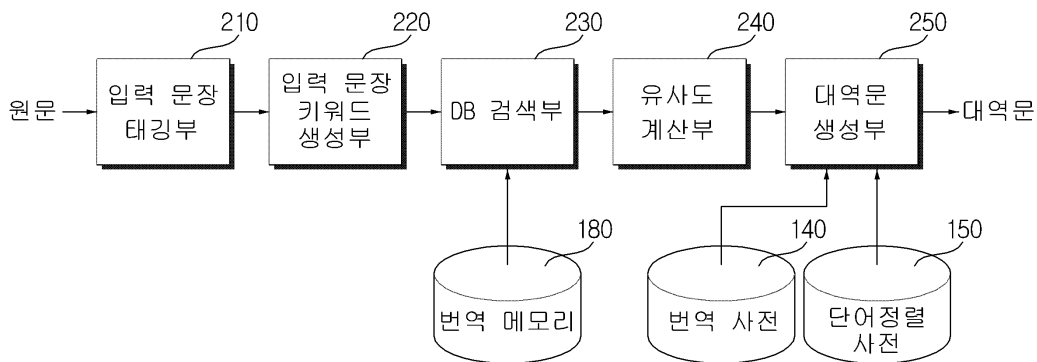 210
220
230
240
250
원문
입력 문장
태깅부
입력 문장
키워드
생성부
DB 검색부
유사도
계산부
대역문
생성부
대역문
180
140
150
번역 메모리
번역 사전
단어정렬
사전